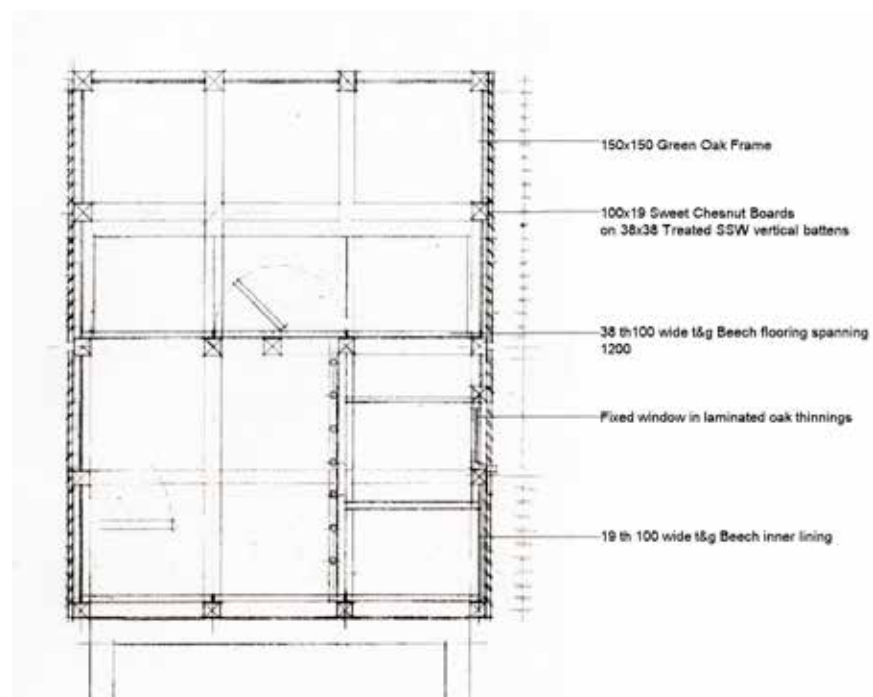 150x150 Green Oak Frame
100x19 Sweet Chesnut Boards
on 38x38 Treated SSW vertical battens
38 th100 wide t&g Beech flooring spanning
1200
Fixed window in laminated oak thinnings
19 th 100 wide t&g Beech inner lining